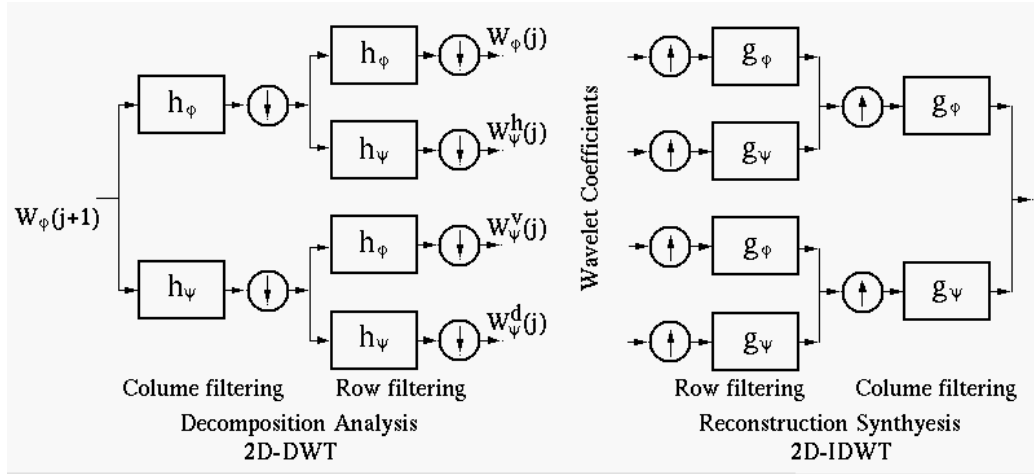 h_φ
W_φ(j)
h_φ
h_ψ
W_ψ^h(j)
W_φ(j+1)
h_ψ
h_φ
W_ψ^v(j)
h_ψ
W_ψ^d(j)
Colume filtering
Row filtering
Decomposition Analysis
2D-DWT
Wavelet Coefficients
g_φ
g_ψ
g_φ
g_φ
g_ψ
g_ψ
Row filtering
Colume filtering
Reconstruction Synthyesis
2D-IDWT